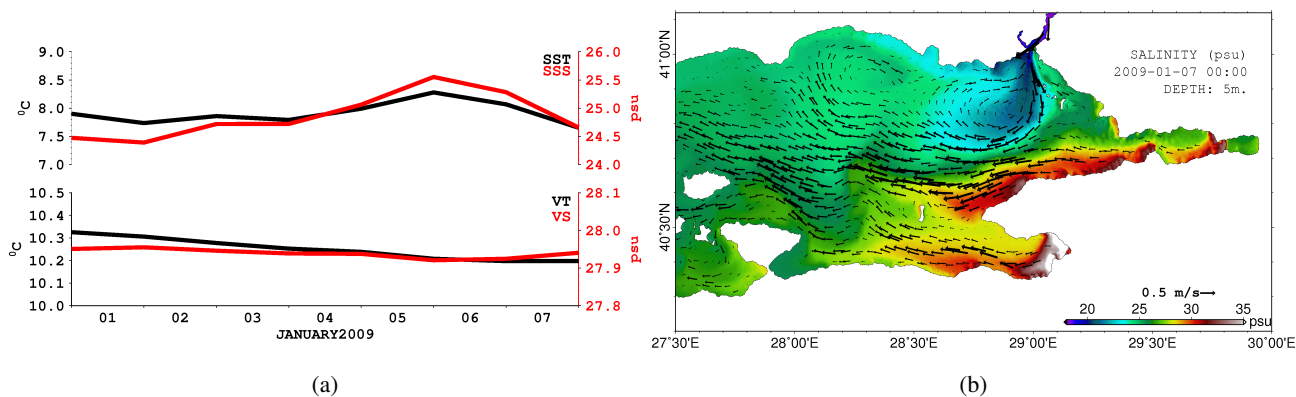 9.0
8.5
8.0
7.5
7.0
⁰C
SST
SSS
26.0
25.5
25.0
24.5
24.0
psu
10.5
10.4
10.3
10.2
10.1
10.0
⁰C
VT
VS
28.1
28.0
27.9
27.8
psu
01 02 03 04 05 06 07
JANUARY2009
(a)
41°00'N
40°30'N
SALINITY (psu)
2009-01-07 00:00
DEPTH: 5m.
0.5 m/s
20 25 30 35 psu
27°30'E 28°00'E 28°30'E 29°00'E 29°30'E 30°00'E
(b)